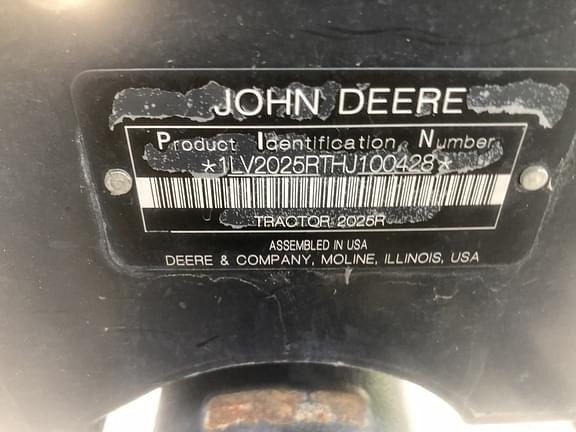 JOHN DEERE
Product Identification Number
*1LV2025RTHJ100428*
TRACTOR 2025R
ASSEMBLED IN USA
DEERE & COMPANY, MOLINE, ILLINOIS, USA